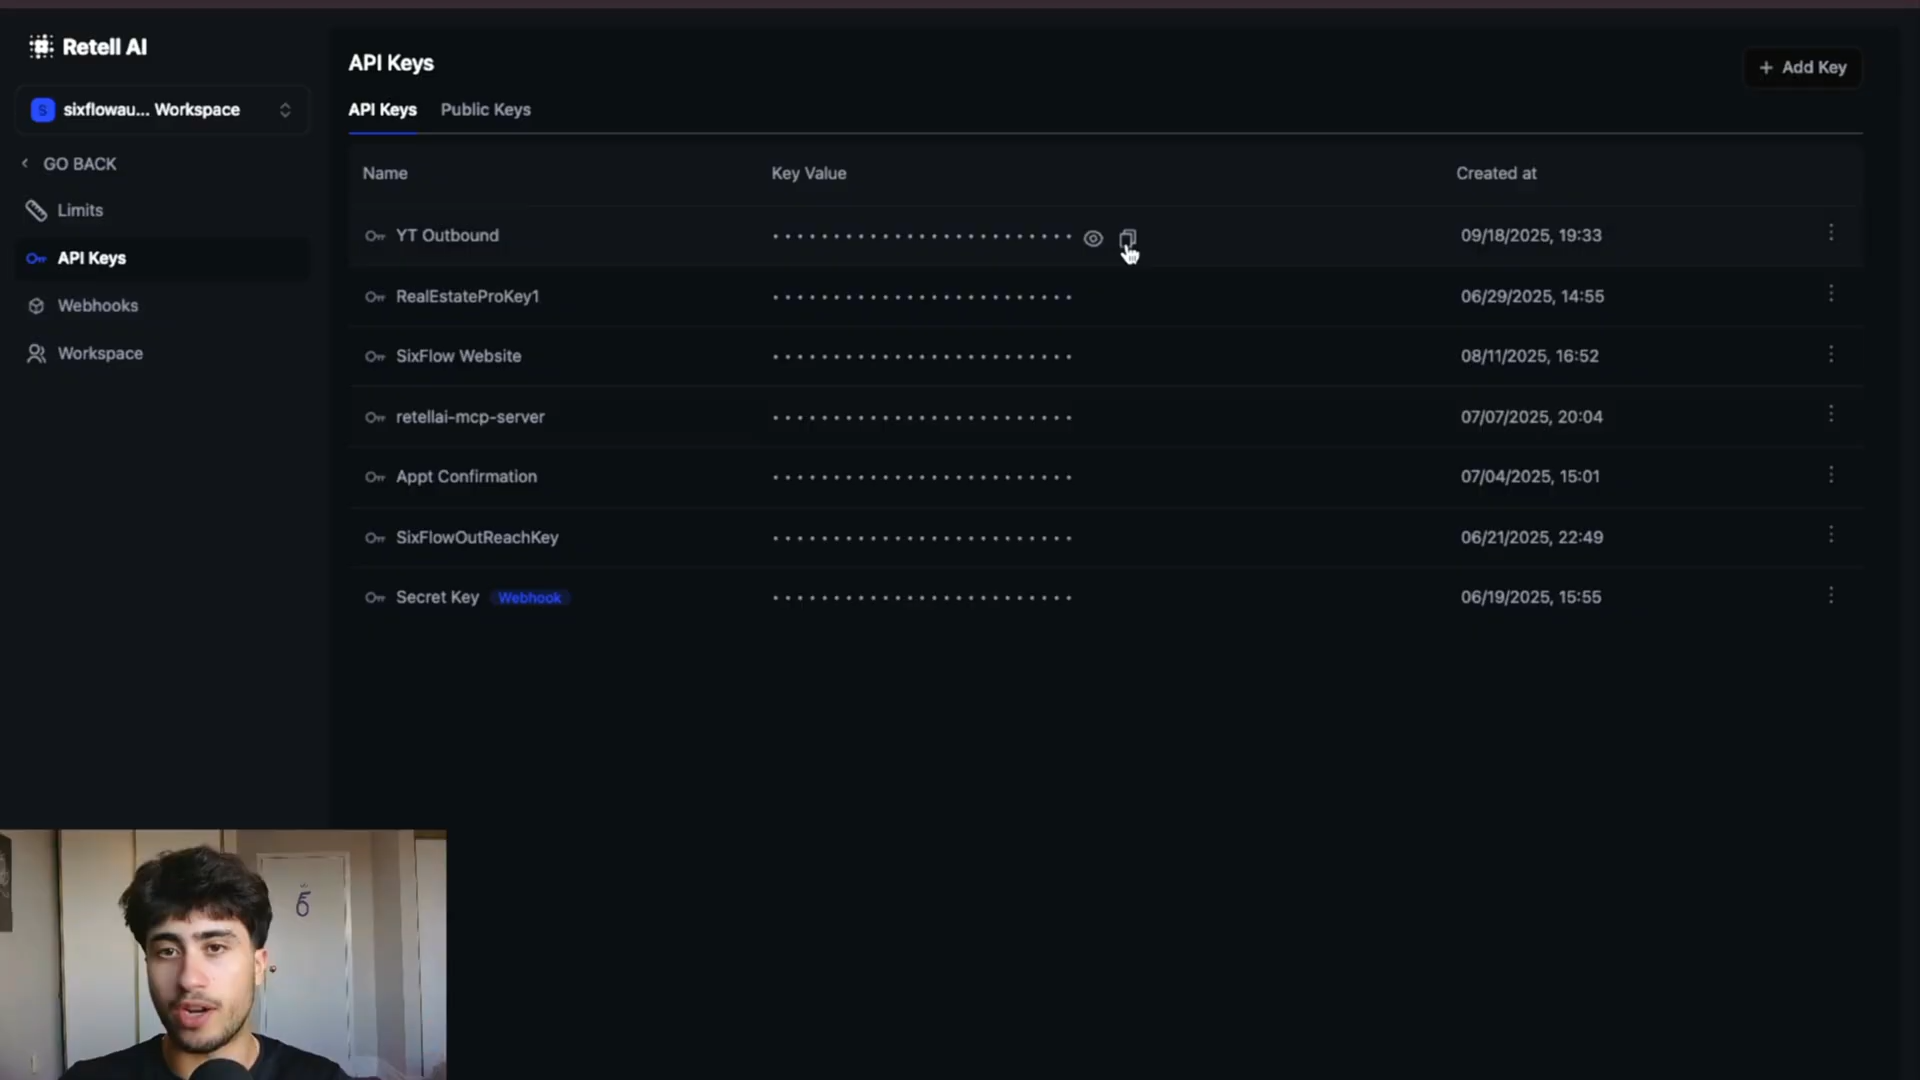 Retell AI
S sixflowau... Workspace
GO BACK
Limits
API Keys
Webhooks
Workspace
API Keys
+ Add Key
API Keys Public Keys
Name Key Value Created at
YT Outbound ························· 09/18/2025, 19:33
RealEstateProKey1 ························· 06/29/2025, 14:55
SixFlow Website ························· 08/11/2025, 16:52
retellai-mcp-server ························· 07/07/2025, 20:04
Appt Confirmation ························· 07/04/2025, 15:01
SixFlowOutReachKey ························· 06/21/2025, 22:49
Secret Key Webhook ························· 06/19/2025, 15:55
6